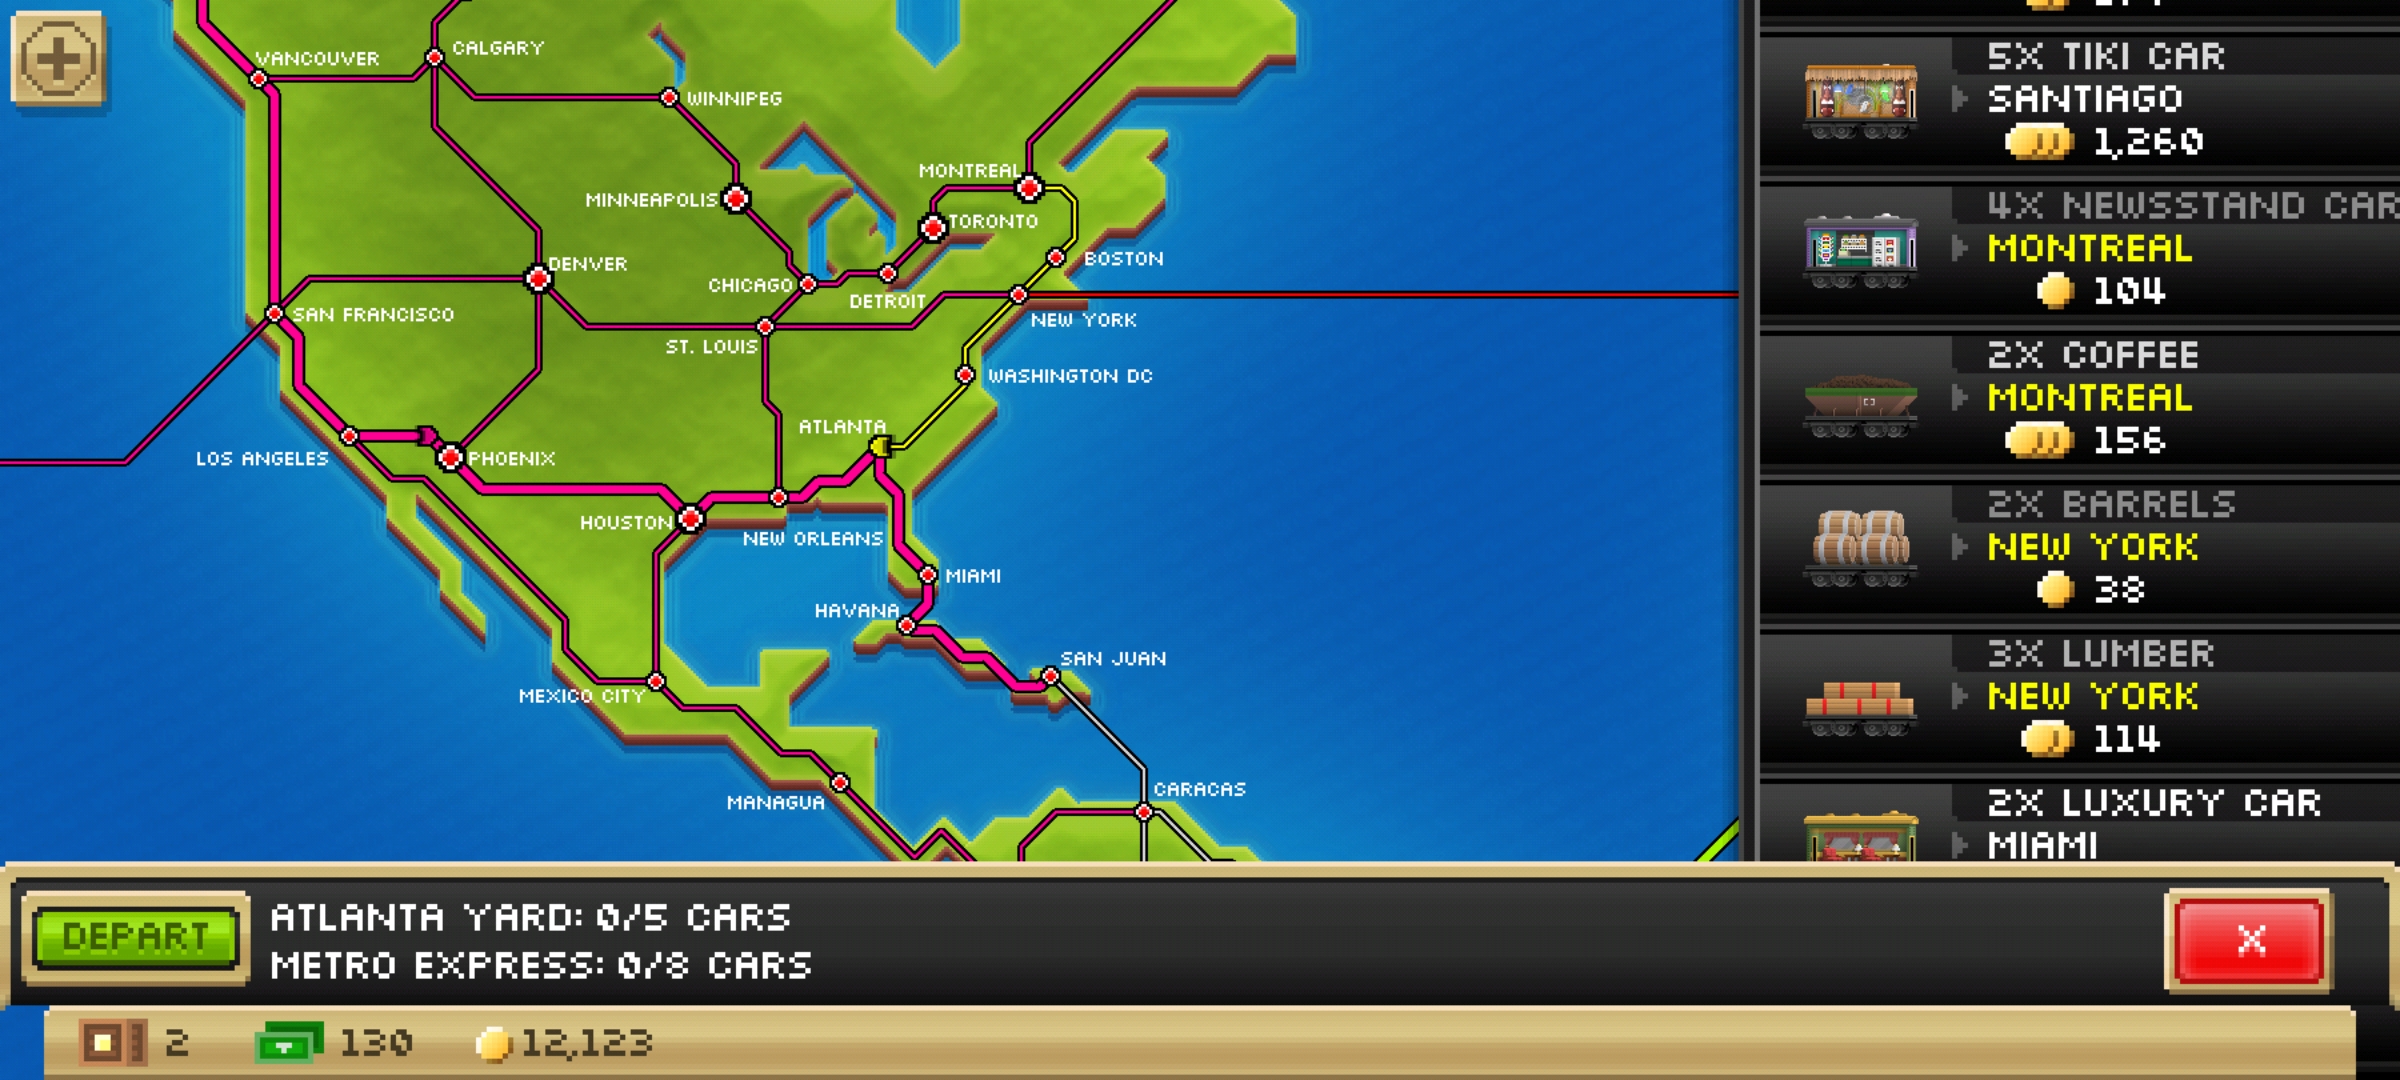 VANCOUVER
CALGARY
WINNIPEG
MONTREAL
MINNEAPOLIS
TORONTO
DENVER
BOSTON
CHICAGO
DETROIT
SAN FRANCISCO
NEW YORK
ST. LOUIS
WASHINGTON DC
ATLANTA
LOS ANGELES
PHOENIX
HOUSTON
NEW ORLEANS
MIAMI
HAVANA
SAN JUAN
MEXICO CITY
CARACAS
MANAGUA
5X TIKI CAR
SANTIAGO
1,260
4X NEWSSTAND CAR
MONTREAL
104
2X COFFEE
MONTREAL
156
2X BARRELS
NEW YORK
38
3X LUMBER
NEW YORK
114
2X LUXURY CAR
MIAMI
DEPART
ATLANTA YARD: 0/5 CARS
METRO EXPRESS: 0/8 CARS
X
2
130
12,123